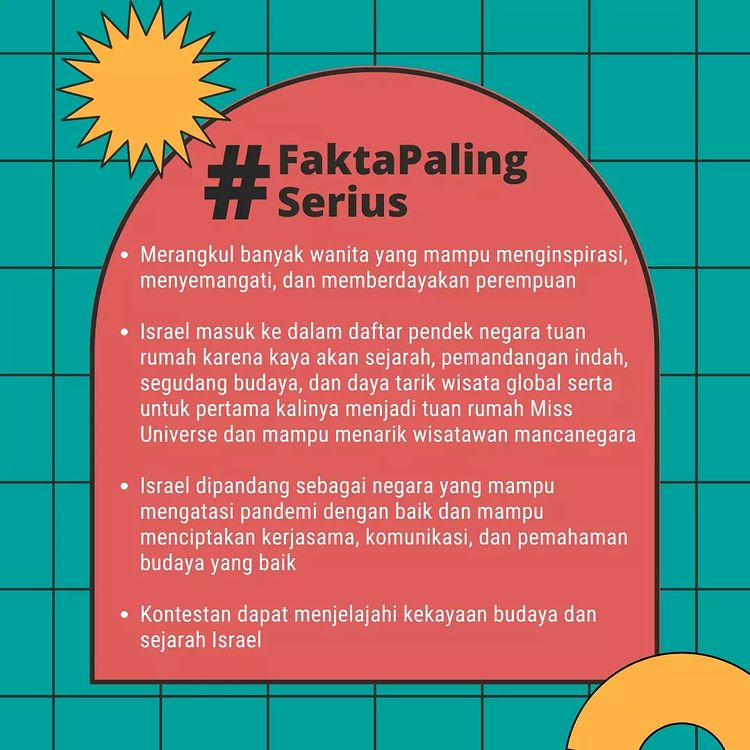 #FaktaPaling
Serius
Merangkul banyak wanita yang mampu menginspirasi,
menyemangati, dan memberdayakan perempuan
Israel masuk ke dalam daftar pendek negara tuan
rumah karena kaya akan sejarah, pemandangan indah,
segudang budaya, dan daya tarik wisata global serta
untuk pertama kalinya menjadi tuan rumah Miss
Universe dan mampu menarik wisatawan mancanegara
Israel dipandang sebagai negara yang mampu
mengatasi pandemi dengan baik dan mampu
menciptakan kerjasama, komunikasi, dan pemahaman
budaya yang baik
Kontestan dapat menjelajahi kekayaan budaya dan
sejarah Israel